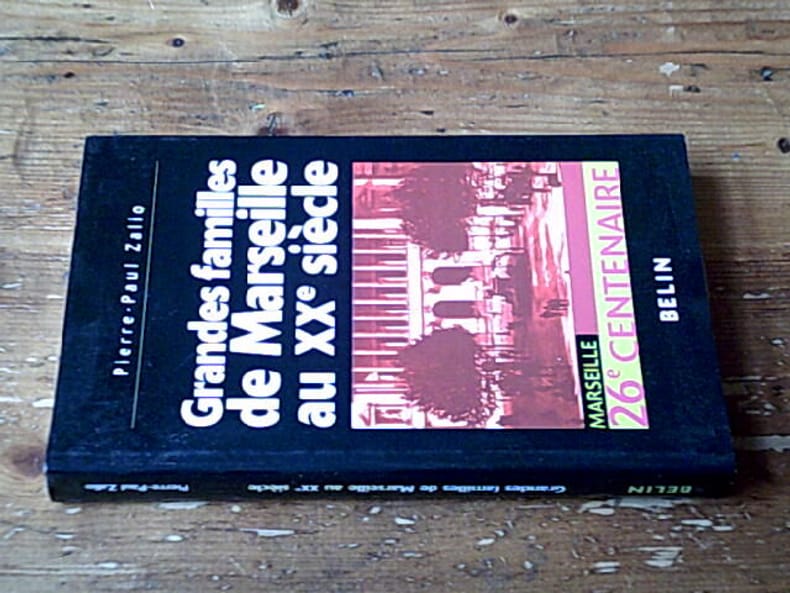 Pierre-Paul Zalio
Grandes familles
de Marseille
au XXe siècle
MARSEILLE
26e CENTENAIRE
BELIN
Pierre-Paul Zalio
Grandes familles de Marseille au XXe siècle
BELIN